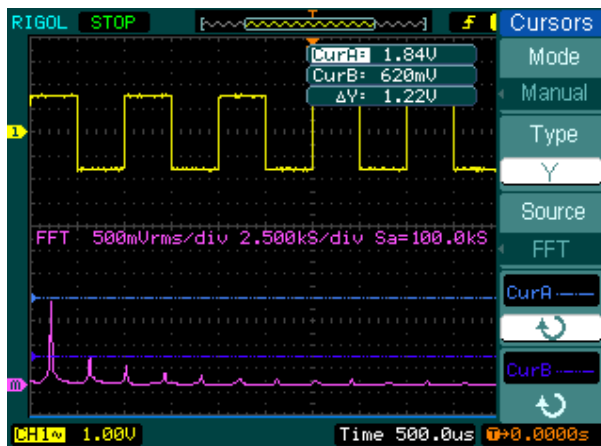 RIGOL STOP
T
Cursors
CurA: 1.84V
CurB: 620mV
ΔY: 1.22V
Mode
Manual
1
Type
Y
Source
FFT
FFT 500mVrms/div 2.500kS/div Sa=100.0kS
CurA
CurB
M
CH1 1.00V
Time 500.0us
T→0.0000s